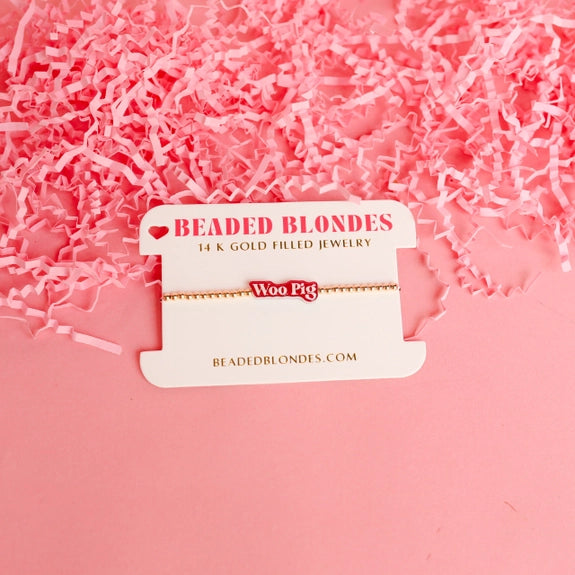 BEADED BLONDES
14 K GOLD FILLED JEWELRY
Woo Pig
BEADEDBLONDES.COM